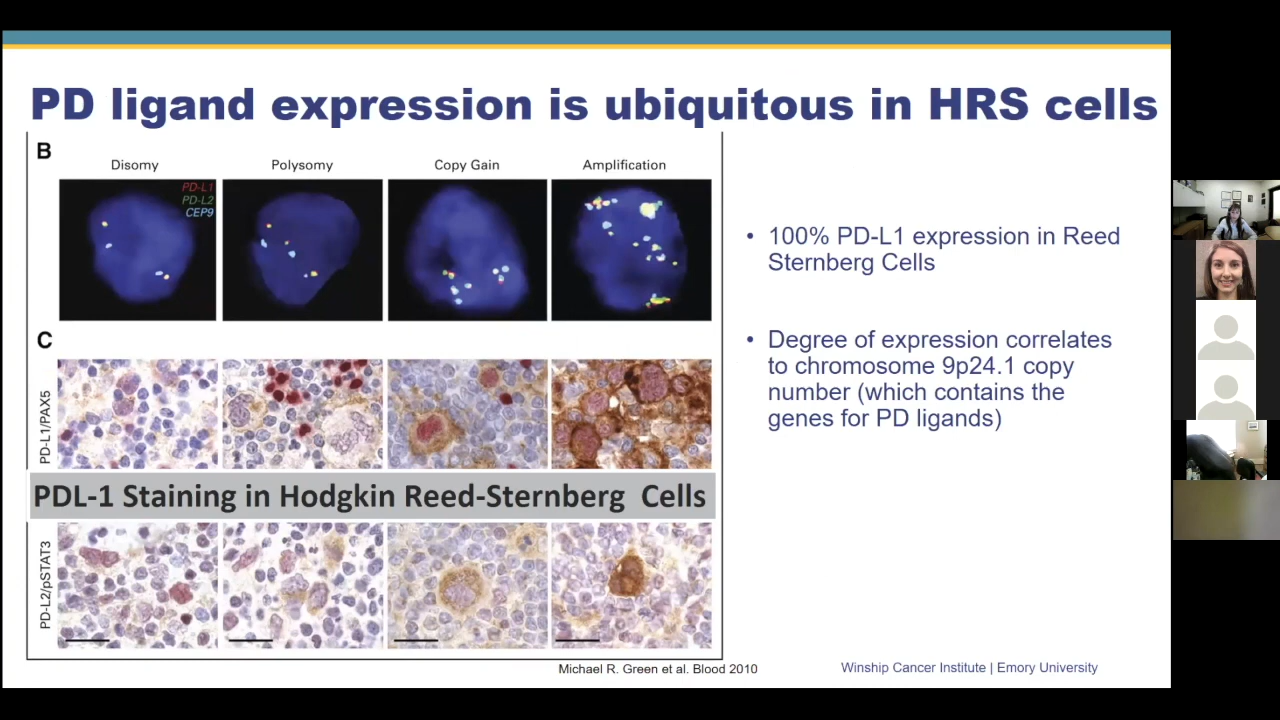 PD ligand expression is ubiquitous in HRS cells
B
Disomy
Polysomy
Copy Gain
Amplification
PD-L1
PD-L2
CEP9
C
PD-L1/PAX5
PDL-1 Staining in Hodgkin Reed-Sternberg Cells
PD-L2/pSTAT3
• 100% PD-L1 expression in Reed
Sternberg Cells
• Degree of expression correlates
to chromosome 9p24.1 copy
number (which contains the
genes for PD ligands)
Michael R. Green et al. Blood 2010
Winship Cancer Institute | Emory University